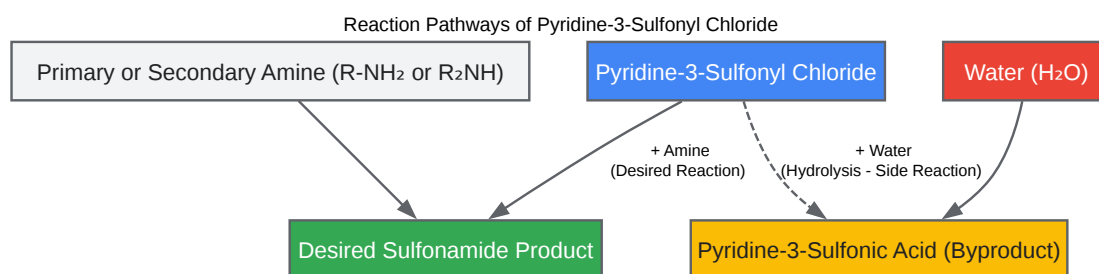 Reaction Pathways of Pyridine-3-Sulfonyl Chloride
Primary or Secondary Amine (R-NH₂ or R₂NH)
Pyridine-3-Sulfonyl Chloride
Water (H₂O)
+ Amine
(Desired Reaction)
+ Water
(Hydrolysis - Side Reaction)
Desired Sulfonamide Product
Pyridine-3-Sulfonic Acid (Byproduct)